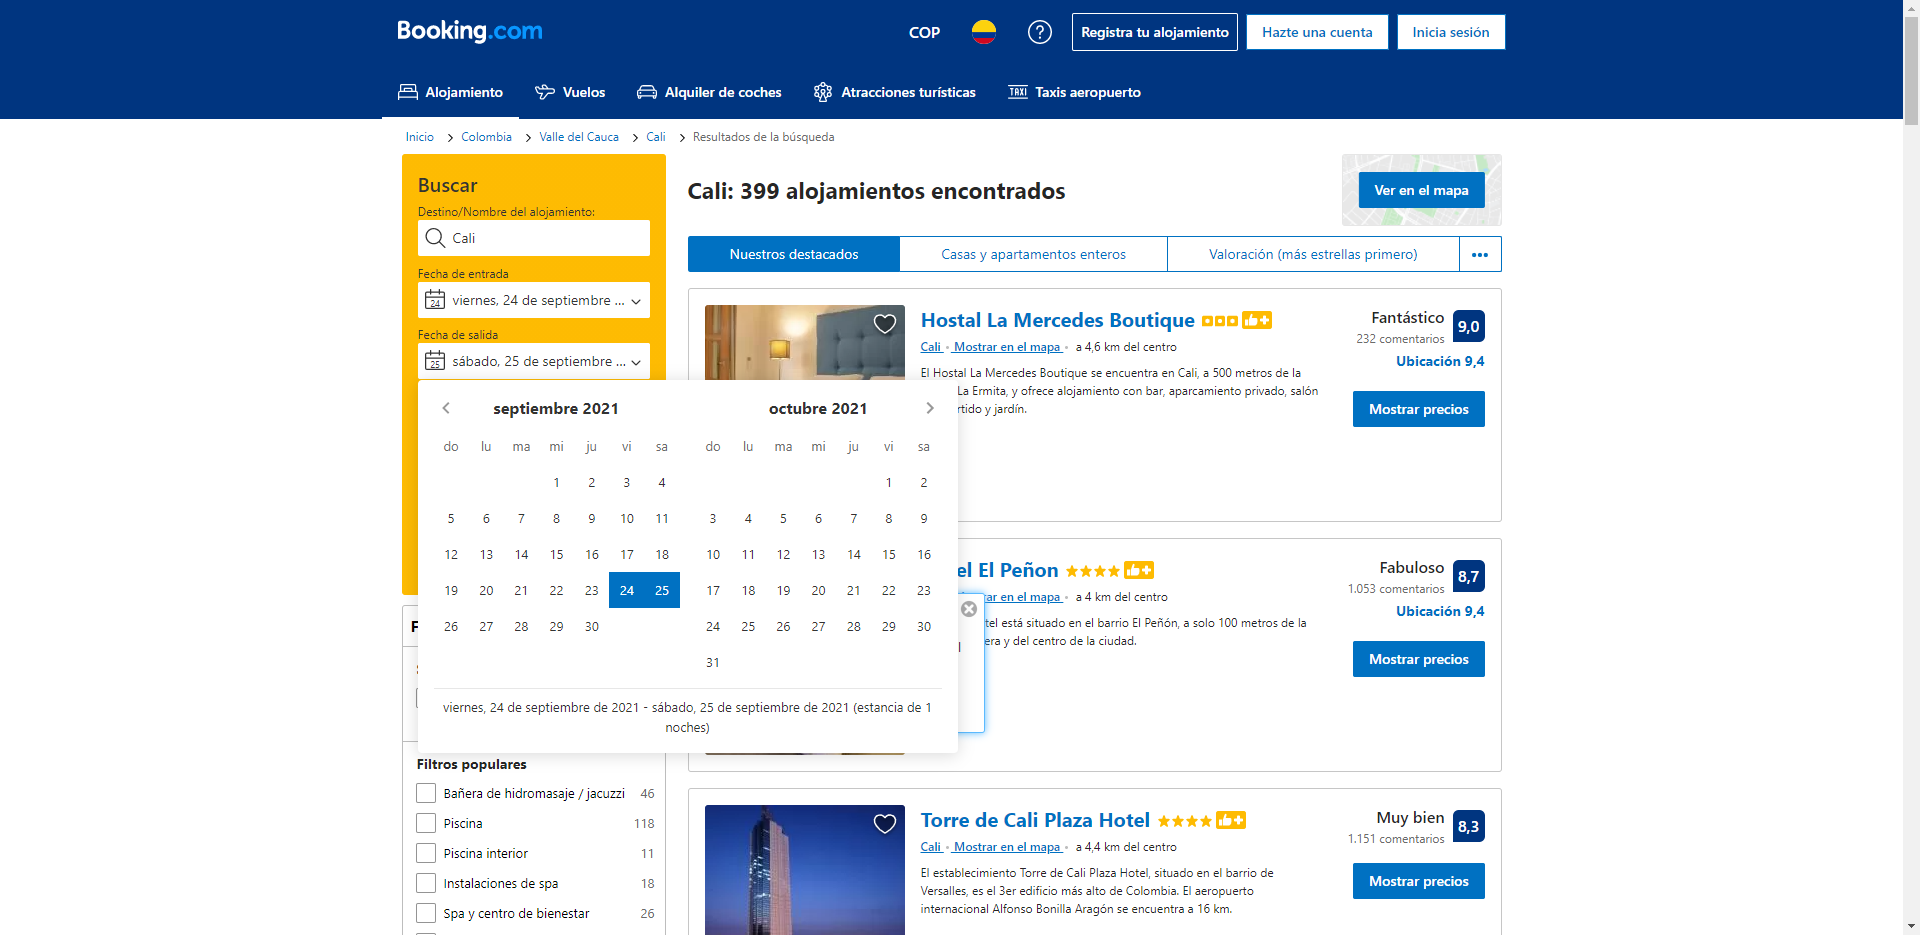 Booking.com
COP
Registra tu alojamiento
Hazte una cuenta
Inicia sesión
Alojamiento
Vuelos
Alquiler de coches
Atracciones turísticas
TAXI Taxis aeropuerto
Inicio > Colombia > Valle del Cauca > Cali > Resultados de la búsqueda
Buscar
Destino/Nombre del alojamiento:
Cali
Fecha de entrada
24 viernes, 24 de septiembre ...
Fecha de salida
25 sábado, 25 de septiembre ...
septiembre 2021
do lu ma mi ju vi sa
1 2 3 4
5 6 7 8 9 10 11
12 13 14 15 16 17 18
19 20 21 22 23 24 25
26 27 28 29 30
octubre 2021
do lu ma mi ju vi sa
1 2
3 4 5 6 7 8 9
10 11 12 13 14 15 16
17 18 19 20 21 22 23
24 25 26 27 28 29 30
31
viernes, 24 de septiembre de 2021 - sábado, 25 de septiembre de 2021 (estancia de 1
noches)
Filtros populares
Bañera de hidromasaje / jacuzzi 46
Piscina 118
Piscina interior 11
Instalaciones de spa 18
Spa y centro de bienestar 26
Cali: 399 alojamientos encontrados
Ver en el mapa
Nuestros destacados
Casas y apartamentos enteros
Valoración (más estrellas primero)
•••
Hostal La Mercedes Boutique
Cali • Mostrar en el mapa • a 4,6 km del centro
El Hostal La Mercedes Boutique se encuentra en Cali, a 500 metros de la
La Ermita, y ofrece alojamiento con bar, aparcamiento privado, salón
rtido y jardín.
Fantástico 9,0
232 comentarios
Ubicación 9,4
Mostrar precios
el El Peñon
rar en el mapa • a 4 km del centro
tel está situado en el barrio El Peñón, a solo 100 metros de la
era y del centro de la ciudad.
Fabuloso 8,7
1.053 comentarios
Ubicación 9,4
Mostrar precios
Torre de Cali Plaza Hotel
Cali • Mostrar en el mapa • a 4,4 km del centro
El establecimiento Torre de Cali Plaza Hotel, situado en el barrio de
Versalles, es el 3er edificio más alto de Colombia. El aeropuerto
internacional Alfonso Bonilla Aragón se encuentra a 16 km.
Muy bien 8,3
1.151 comentarios
Mostrar precios